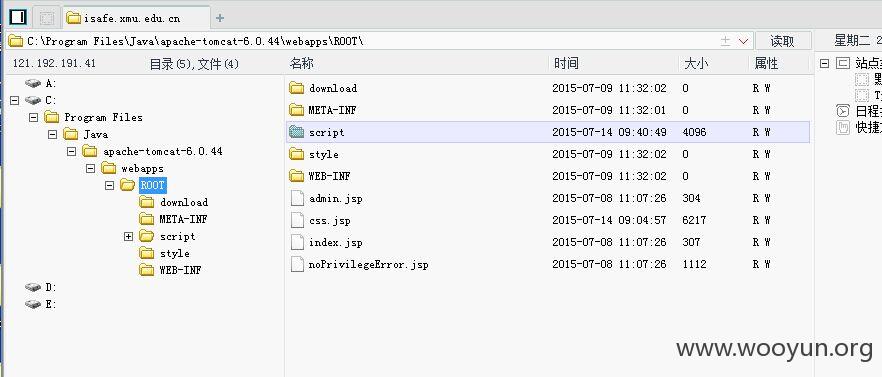 isafe.xmu.edu.cn
C:\Program Files\Java\apache-tomcat-6.0.44\webapps\ROOT\ 读取 星期二 2
121.192.191.41 目录(5),文件(4) 名称 时间 大小 属性
A:
C:
Program Files
Java
apache-tomcat-6.0.44
webapps
ROOT
download
META-INF
script
style
WEB-INF
D:
E:
download 2015-07-09 11:32:02 0 R W
META-INF 2015-07-09 11:32:01 0 R W
script 2015-07-14 09:40:49 4096 R W
style 2015-07-09 11:32:02 0 R W
WEB-INF 2015-07-09 11:32:02 0 R W
admin.jsp 2015-07-08 11:07:26 304 R W
css.jsp 2015-07-14 09:04:57 6217 R W
index.jsp 2015-07-08 11:07:26 307 R W
noPrivilegeError.jsp 2015-07-08 11:07:26 1112 R W
站点
日程
快捷
www.wooyun.org